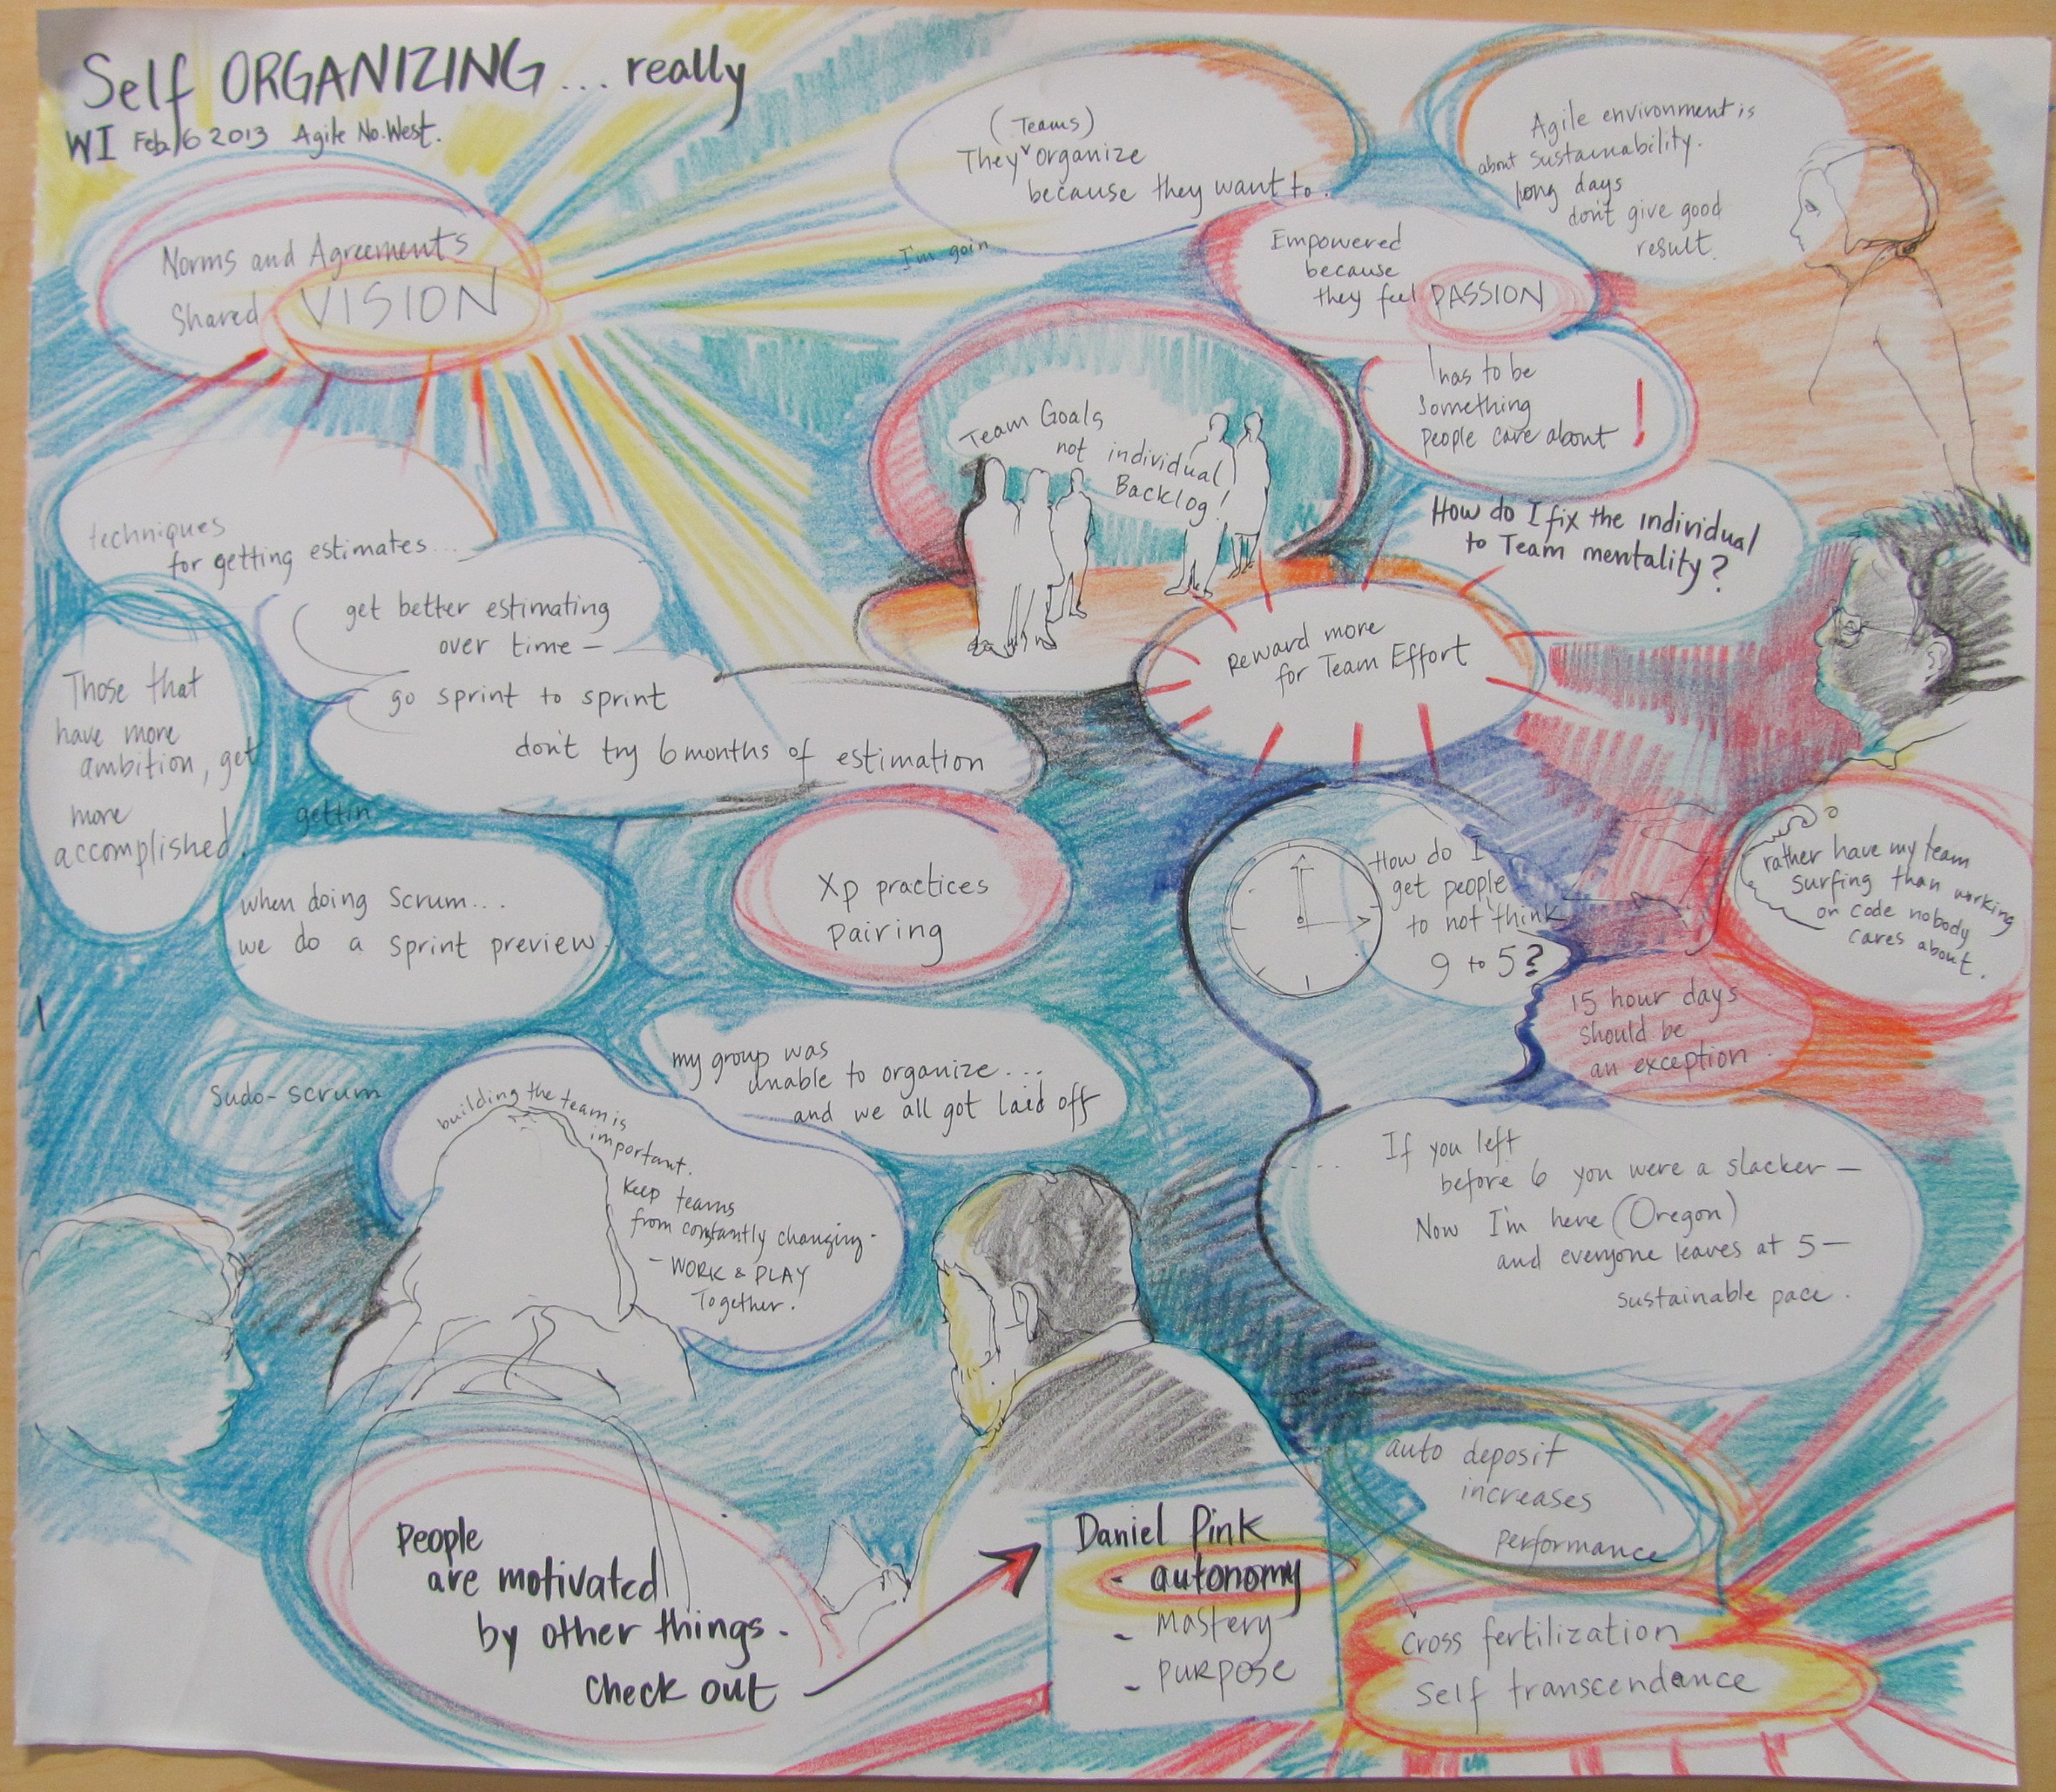 Self ORGANIZING... really
WI Feb/6 2013 Agile No.West.
Norms and Agreements
Shared VISION
(Teams)
They ˅ organize
because they want to.
I'm goin
Agile environment is
about sustainability.
long days
don't give good
result.
Empowered
because
they feel PASSION
has to be
something
people care about !
Team Goals
not individual
Backlog!
How do I fix the individual
to Team mentality?
Reward more
for Team Effort
techniques
for getting estimates...
get better estimating
over time –
go sprint to sprint
don't try 6 months of estimation
Those that
have more
ambition, get
more
accomplished.
gettin
when doing Scrum...
we do a sprint preview.
Xp practices
pairing
How do I
get people
to not think
9 to 5?
rather have my team
surfing than working
on code nobody
cares about.
15 hour days
should be
an exception.
Sudo-scrum
my group was
unable to organize...
and we all got laid off
building the team is
important.
Keep teams
from constantly changing.
- WORK & PLAY
Together.
.... If you left
before 6 you were a slacker –
Now I'm here (Oregon)
and everyone leaves at 5 –
sustainable pace.
auto deposit
increases
performance
People
are motivated
by other things.
check out
Daniel Pink
- autonomy
- mastery
- purpose
cross fertilization
Self transcendance